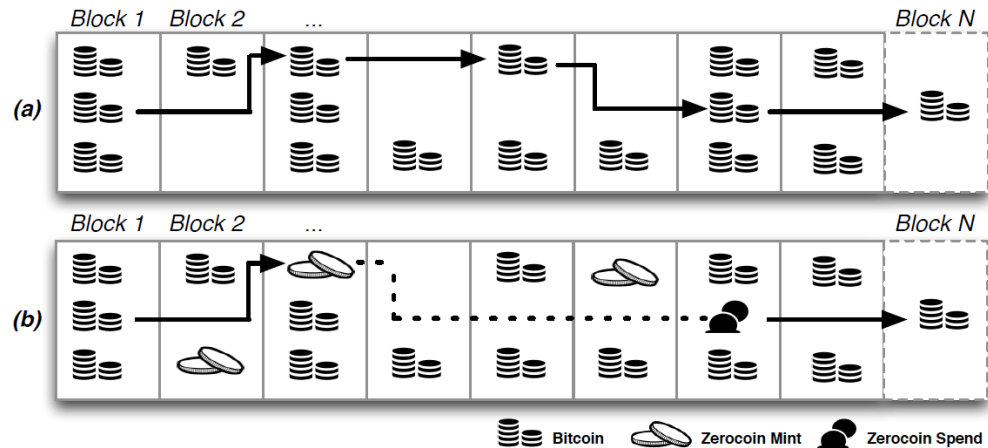 Block 1 Block 2 ... Block N
(a)
Block 1 Block 2 ... Block N
(b)
Bitcoin Zerocoin Mint Zerocoin Spend